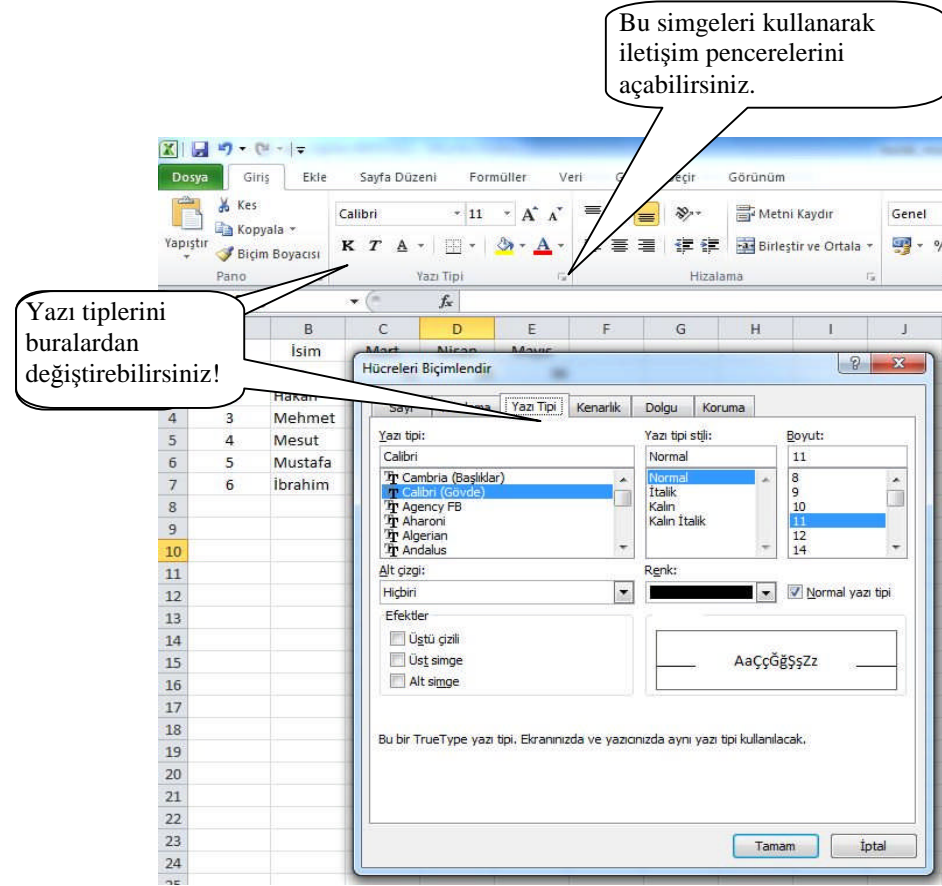 Bu simgeleri kullanarak
iletişim pencerelerini
açabilirsiniz.
Dosya Giriş Ekle Sayfa Düzeni Formüller Veri Görünüm
Kes
Kopyala
Biçim Boyacısı
Yapıştır
Pano
Calibri 11
K T A
Yazı Tipi
Metni Kaydır
Birleştir ve Ortala
Hizalama
Genel
%
fx
Yazı tiplerini
buralardan
değiştirebilirsiniz!
B C D E F G H I J
İsim Mart Nisan Mayıs
Hakan
4 3 Mehmet
5 4 Mesut
6 5 Mustafa
7 6 İbrahim
8
9
10
11
12
13
14
15
16
17
18
19
20
21
22
23
24
25
Hücreleri Biçimlendir
Sayı Yazı Tipi Kenarlık Dolgu Koruma
Yazı tipi: Yazı tipi stili: Boyut:
Calibri Normal 11
Cambria (Başlıklar) Normal 8
Calibri (Gövde) İtalik 9
Agency FB Kalın 10
Aharoni Kalın İtalik 11
Algerian 12
Andalus 14
Alt çizgi: Renk:
Hiçbiri Normal yazı tipi
Efektler
Üstü çizili
Üst simge
Alt simge
AaÇçĞğŞşZz
Bu bir TrueType yazı tipi. Ekranınızda ve yazıcınızda aynı yazı tipi kullanılacak.
Tamam İptal